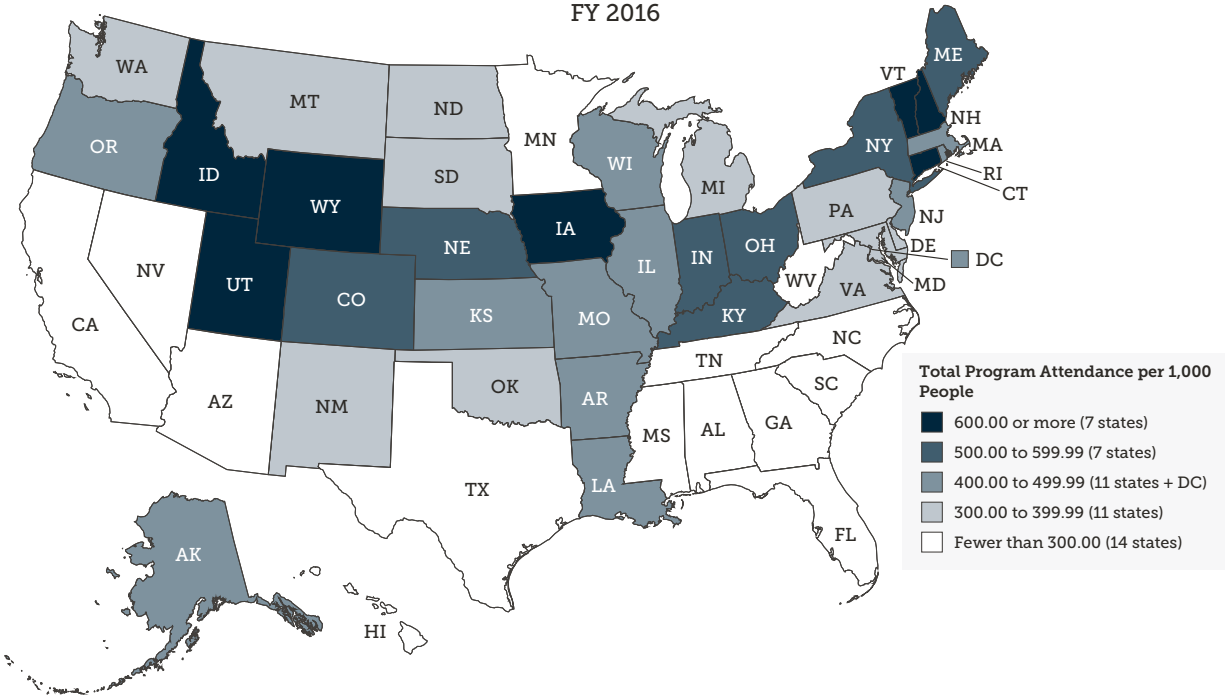 FY 2016
ME
WA
VT
MT
ND
NH
MN
OR
NY
MA
WI
ID
SD
RI
MI
CT
WY
PA
IA
NJ
NE
OH
DE
IN
DC
IL
NV
WV
UT
MD
VA
CO
KS
KY
MO
CA
NC
TN
OK
SC
AR
AZ
NM
GA
AL
MS
LA
TX
FL
AK
HI
Total Program Attendance per 1,000
People
600.00 or more (7 states)
500.00 to 599.99 (7 states)
400.00 to 499.99 (11 states + DC)
300.00 to 399.99 (11 states)
Fewer than 300.00 (14 states)